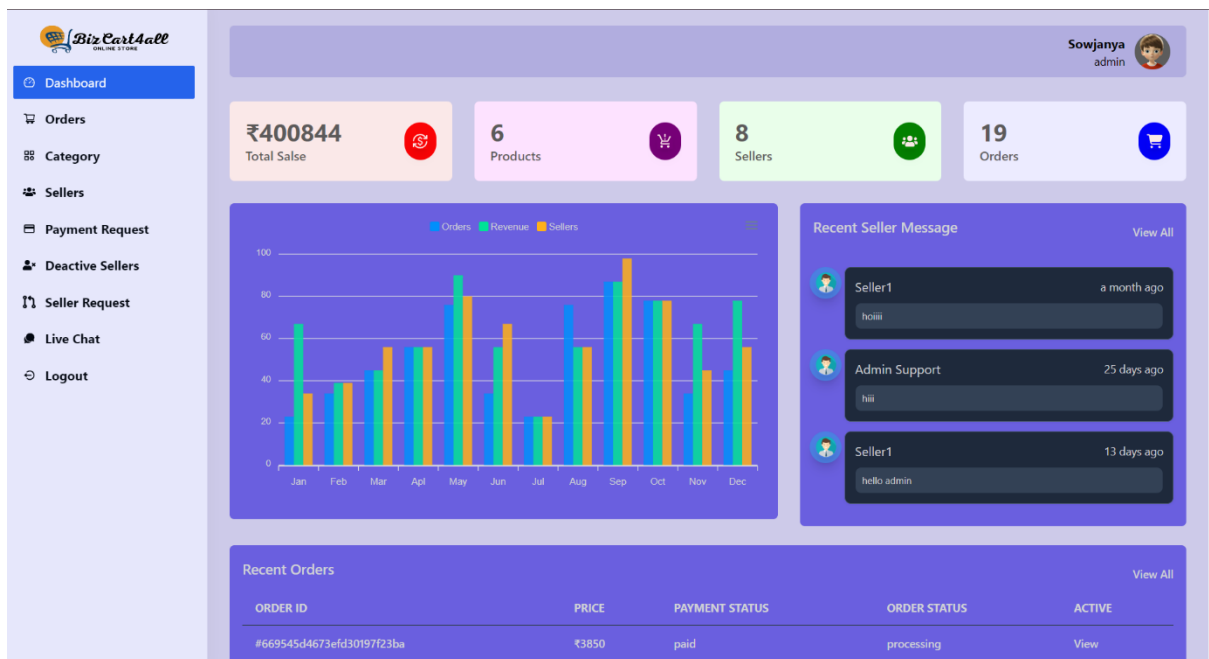 BizCart4all
ONLINE STORE
Dashboard
Orders
Category
Sellers
Payment Request
Deactive Sellers
Seller Request
Live Chat
Logout
Sowjanya
admin
₹400844
Total Salse
6
Products
8
Sellers
19
Orders
Orders Revenue Sellers
100
80
60
40
20
0
Jan Feb Mar Apl May Jun Jul Aug Sep Oct Nov Dec
Recent Seller Message View All
Seller1 a month ago
hoiiii
Admin Support 25 days ago
hiii
Seller1 13 days ago
hello admin
Recent Orders View All
ORDER ID PRICE PAYMENT STATUS ORDER STATUS ACTIVE
#669545d4673efd30197f23ba ₹3850 paid processing View